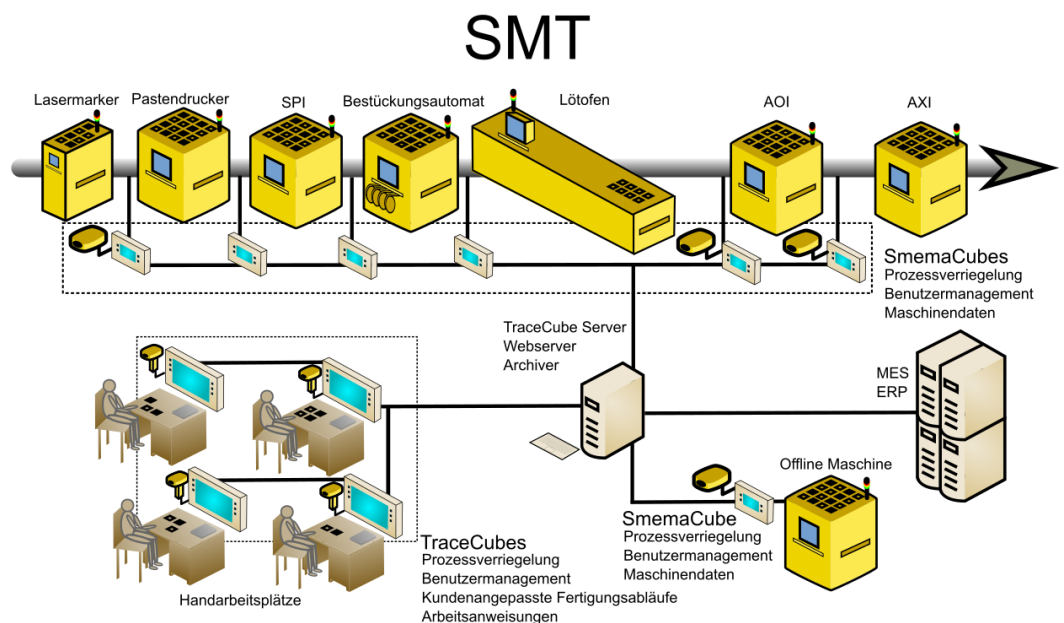 SMT
Lasermarker
Pastendrucker
SPI
Bestückungsautomat
Lötofen
AOI
AXI
SmemaCubes
Prozessverriegelung
Benutzermanagement
Maschinendaten
TraceCube Server
Webserver
Archiver
MES
ERP
Offline Maschine
SmemaCube
Prozessverriegelung
Benutzermanagement
Maschinendaten
TraceCubes
Prozessverriegelung
Benutzermanagement
Kundenangepasste Fertigungsabläufe
Arbeitsanweisungen
Handarbeitsplätze